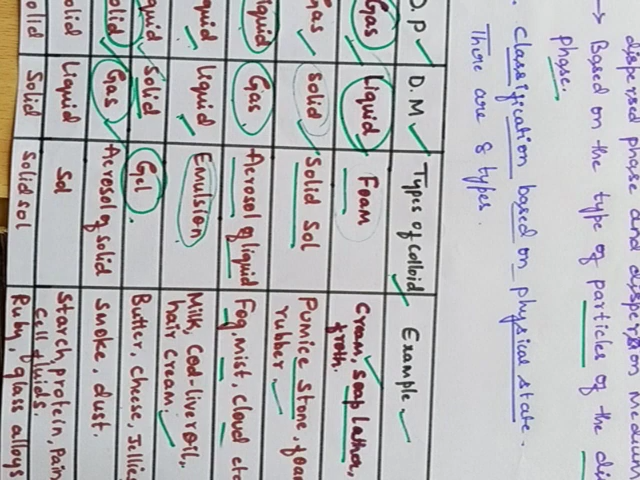 dispersed phase and dispersion medium
→ Based on the type of particles of the
phase.
. Classification based on physical state.
There are 8 types.
D.P D.M Types of colloid Example
Gas Liquid Foam Cream, Soap lather,
froth.
Gas solid Solid Sol Pumice Stone,
rubber
Liquid Gas Aerosol of liquid Fog, mist, cloud etc
Liquid Liquid Emulsion Milk, Cod-liver oil,
hair cream
Liquid Solid Gel Butter, cheese, Jellies
Solid Gas Aerosol of solid smoke, dust.
Solid Liquid Sol Starch, protein, Pain
cell fluids.
Solid Solid Solid sol Ruby glass alloys